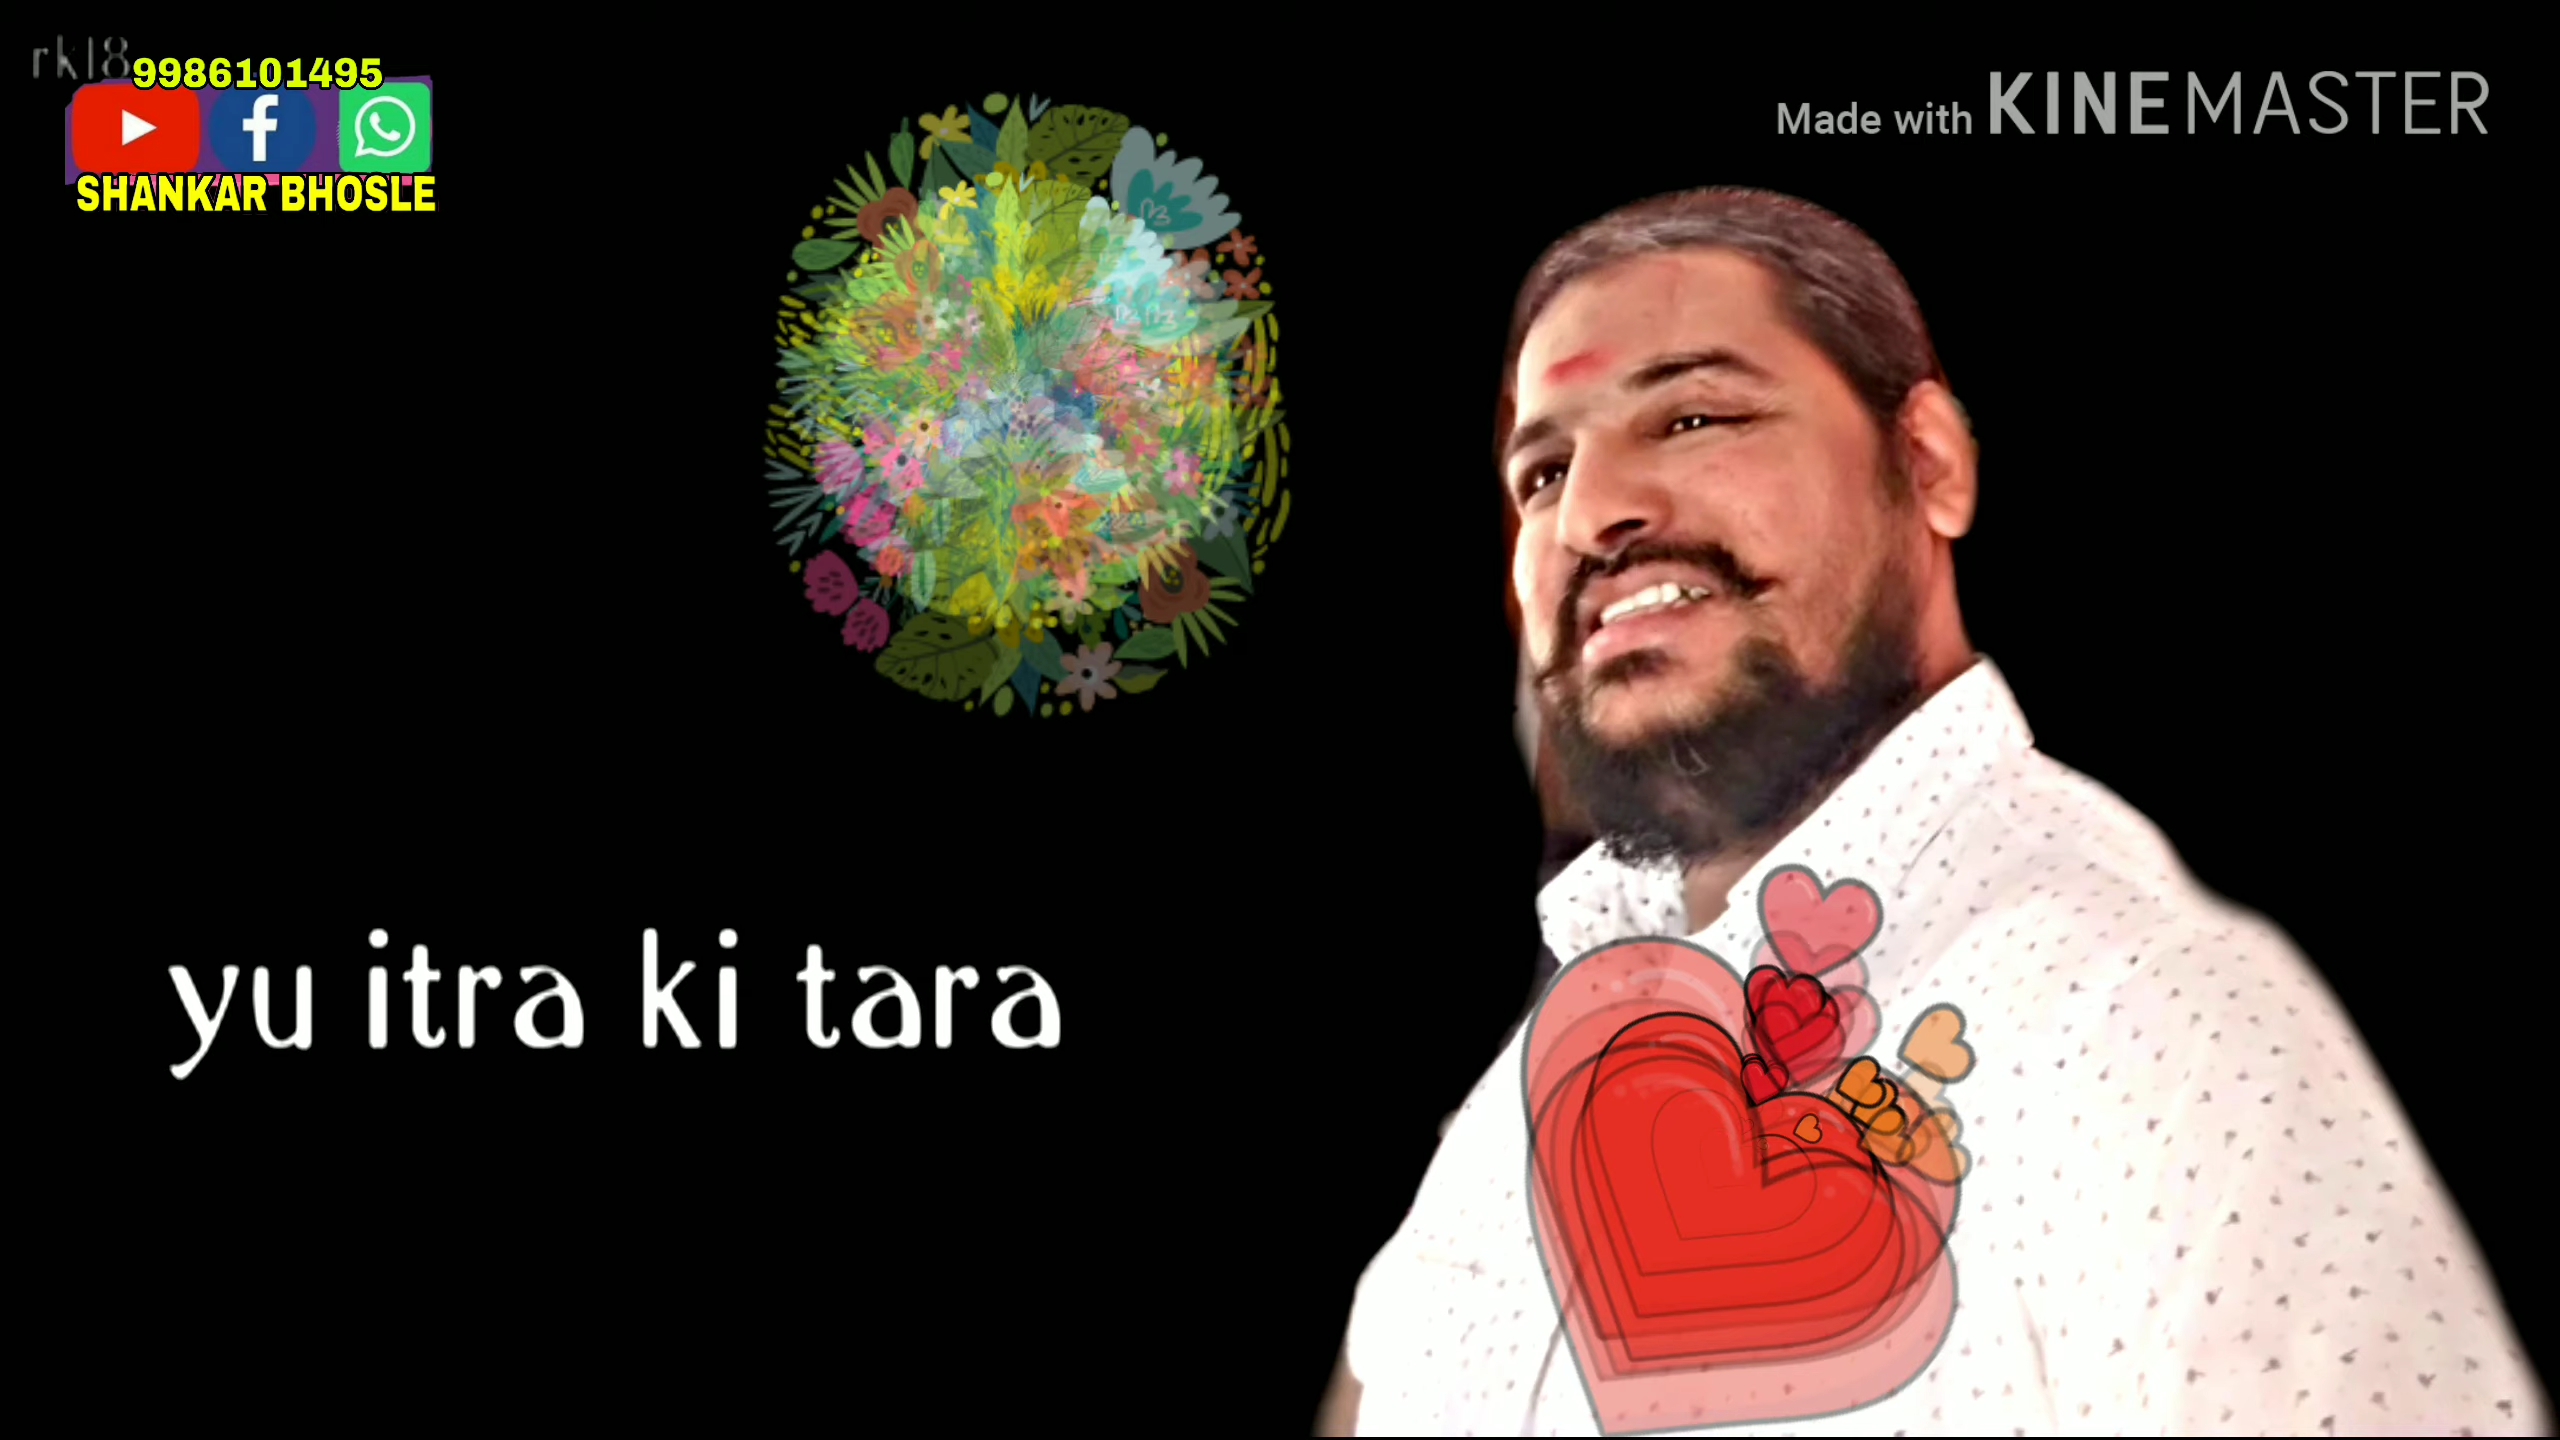 rk18
9986101495
SHANKAR BHOSLE
Made with KINEMASTER
yu itra ki tara